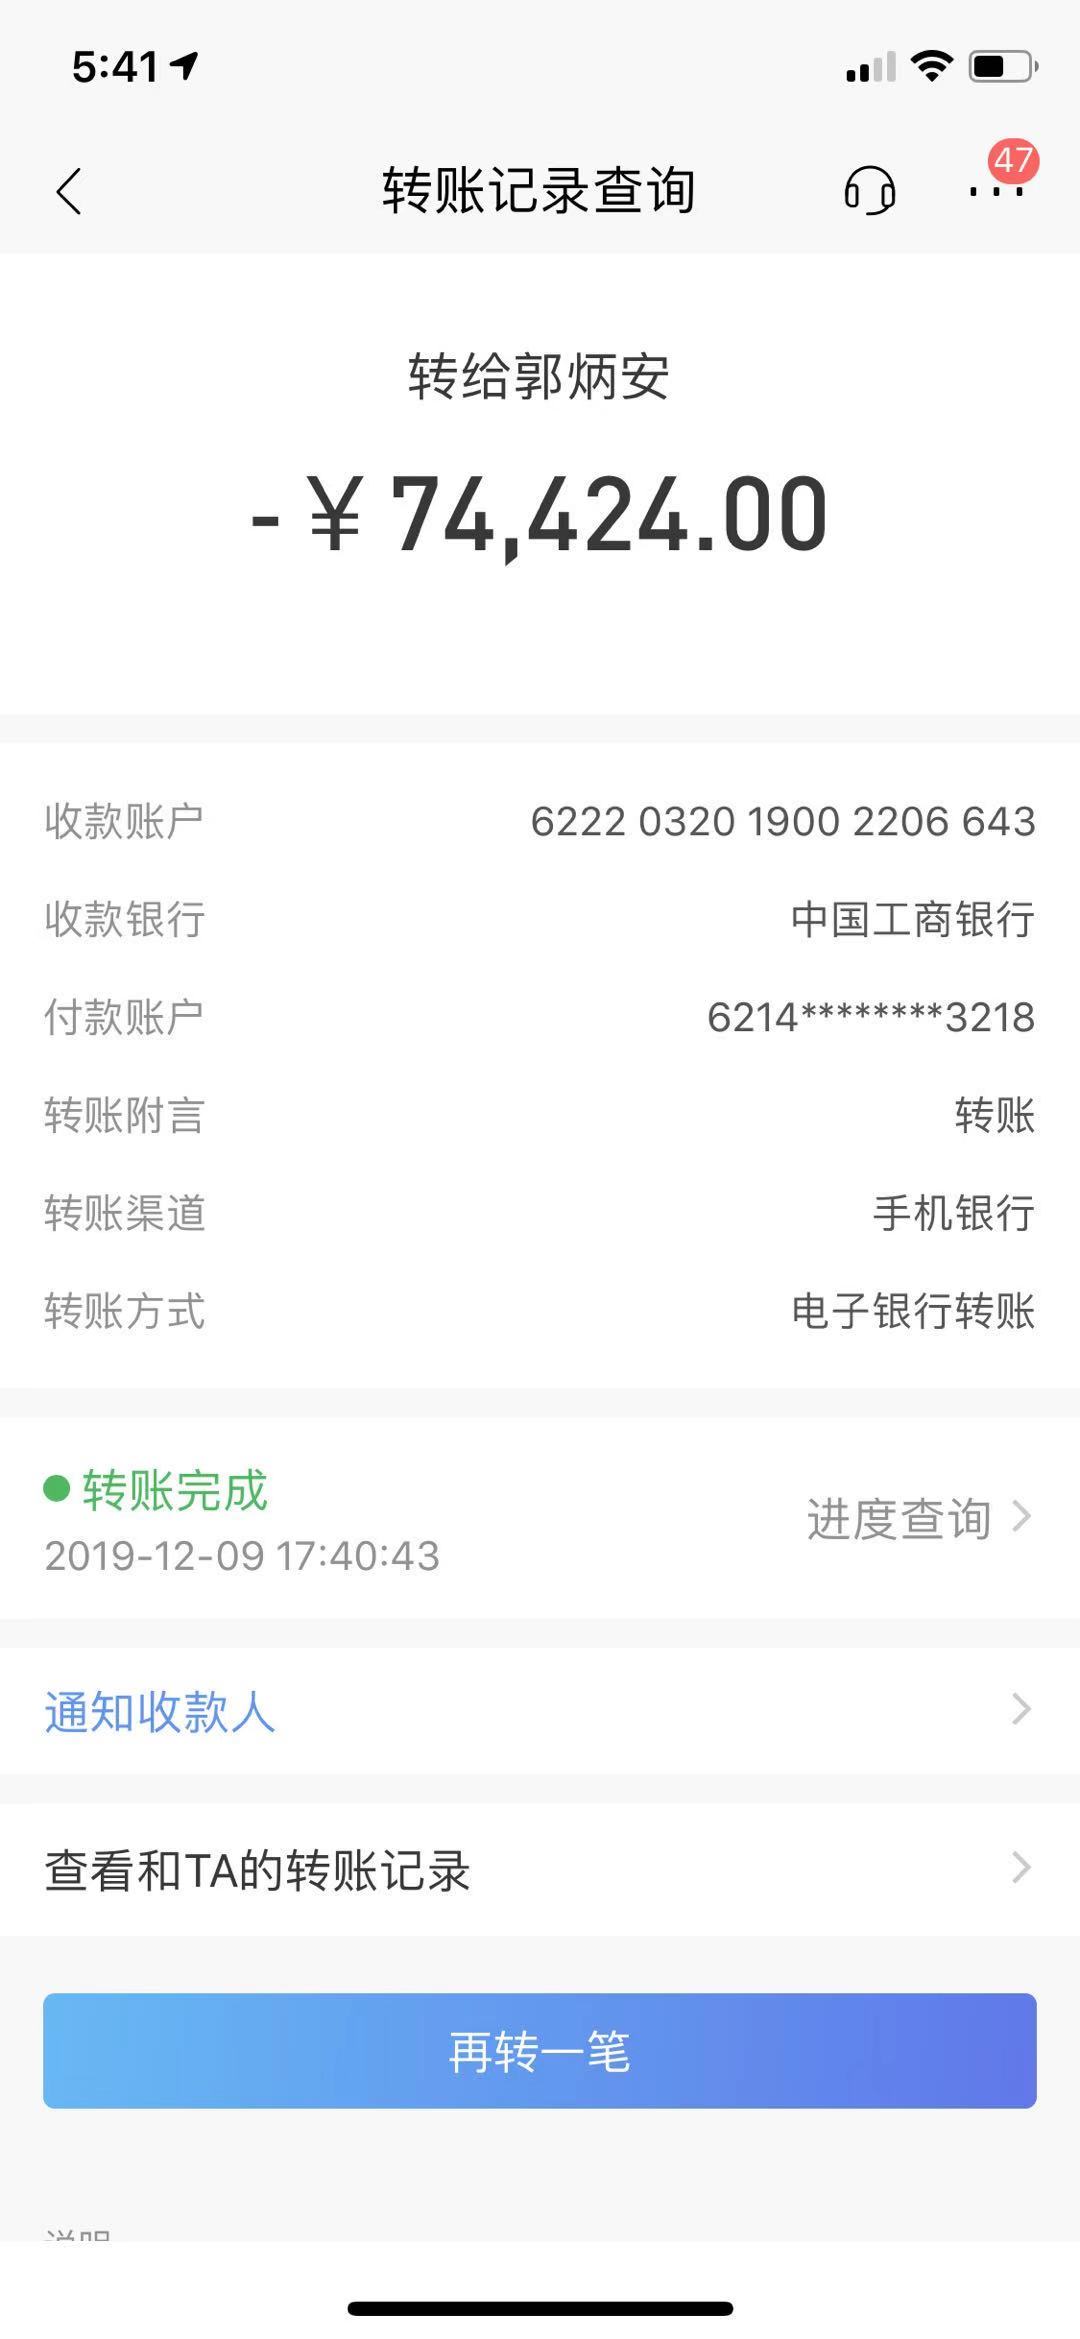 5:41
转账记录查询
47
转给郭炳安
-￥74,424.00
收款账户 6222 0320 1900 2206 643
收款银行 中国工商银行
付款账户 6214********3218
转账附言 转账
转账渠道 手机银行
转账方式 电子银行转账
转账完成
2019-12-09 17:40:43
进度查询
通知收款人
查看和TA的转账记录
再转一笔
说明